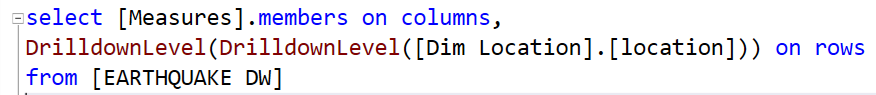 select [Measures].members on columns,
DrilldownLevel(DrilldownLevel([Dim Location].[location])) on rows
from [EARTHQUAKE DW]